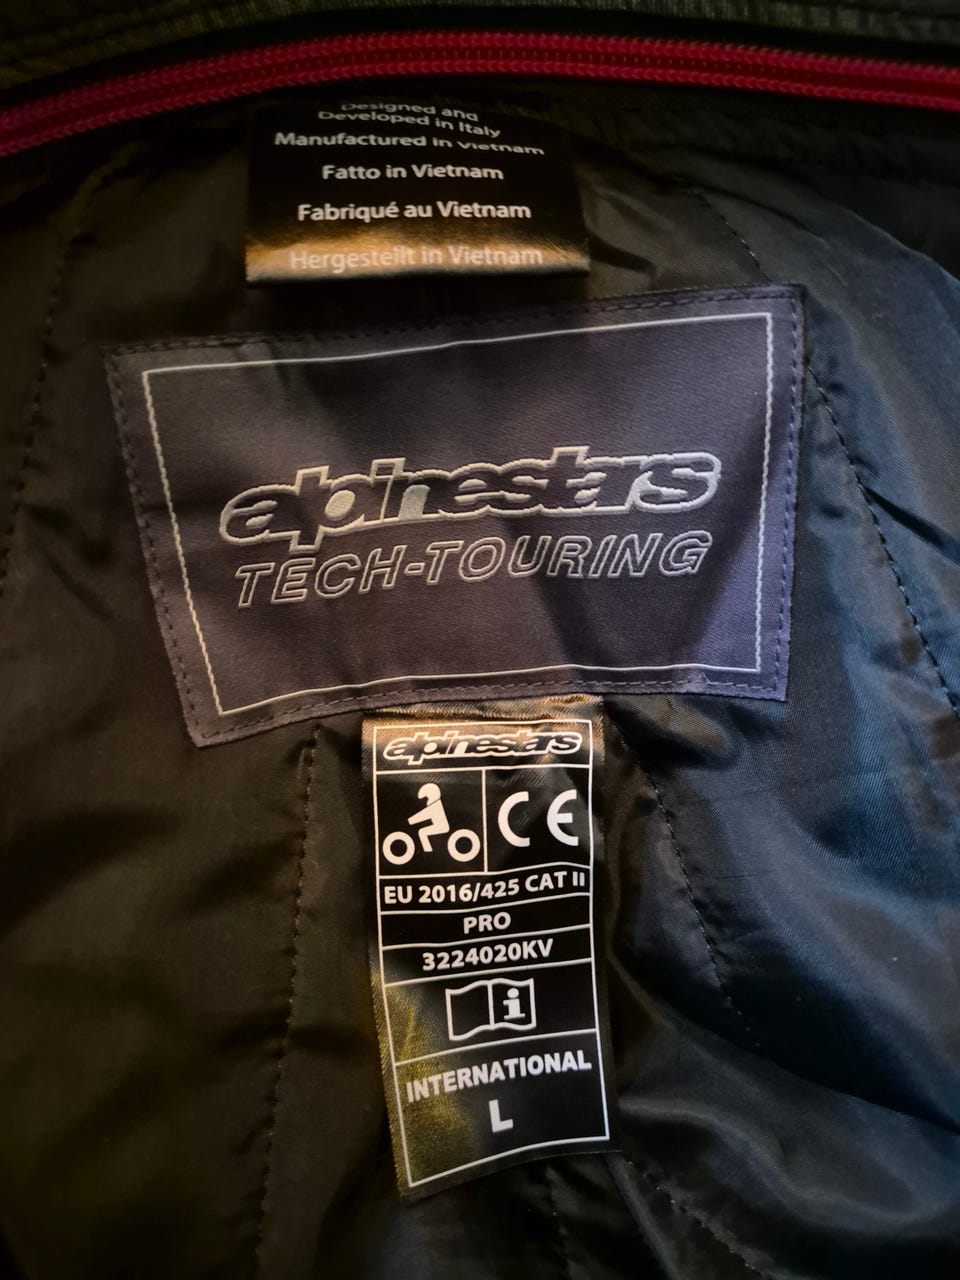 Designed and
Developed in Italy
Manufactured in Vietnam
Fatto in Vietnam
Fabriqué au Vietnam
Hergestellt in Vietnam
alpinestars
TECH-TOURING
alpinestars
CE
EU 2016/425 CAT II
PRO
3224020KV
i
INTERNATIONAL
L